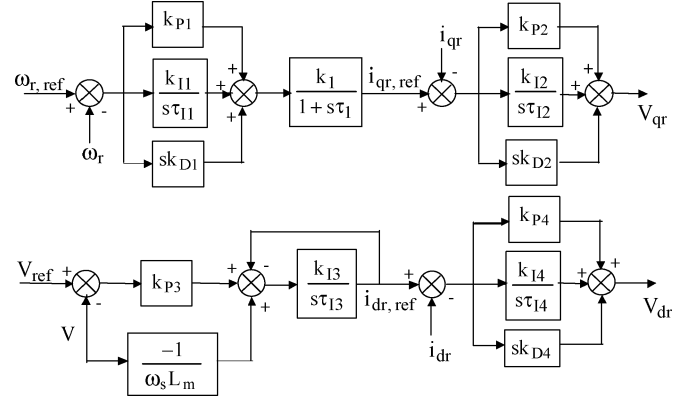 k_P1
ω_r, ref + - ω_r
k_I1 / sτ_I1
sk_D1
+ + +
k_1 / 1 + sτ_1
i_qr, ref
i_qr
- +
k_P2
k_I2 / sτ_I2
sk_D2
+ + +
V_qr
V_ref + -
V
k_P3
-1 / ω_s L_m
+ - +
k_I3 / sτ_I3
i_dr, ref
+ -
i_dr
k_P4
k_I4 / sτ_I4
sk_D4
+ + +
V_dr